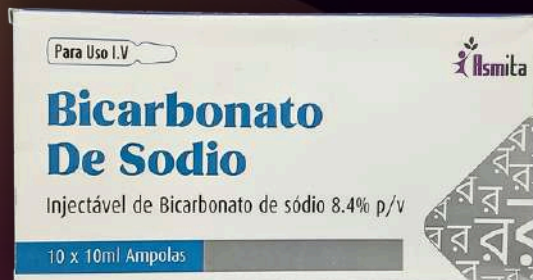 Para Uso I.V
Asmita
Bicarbonato
De Sodio
Injectável de Bicarbonato de sódio 8.4% p/v
10 x 10ml Ampolas